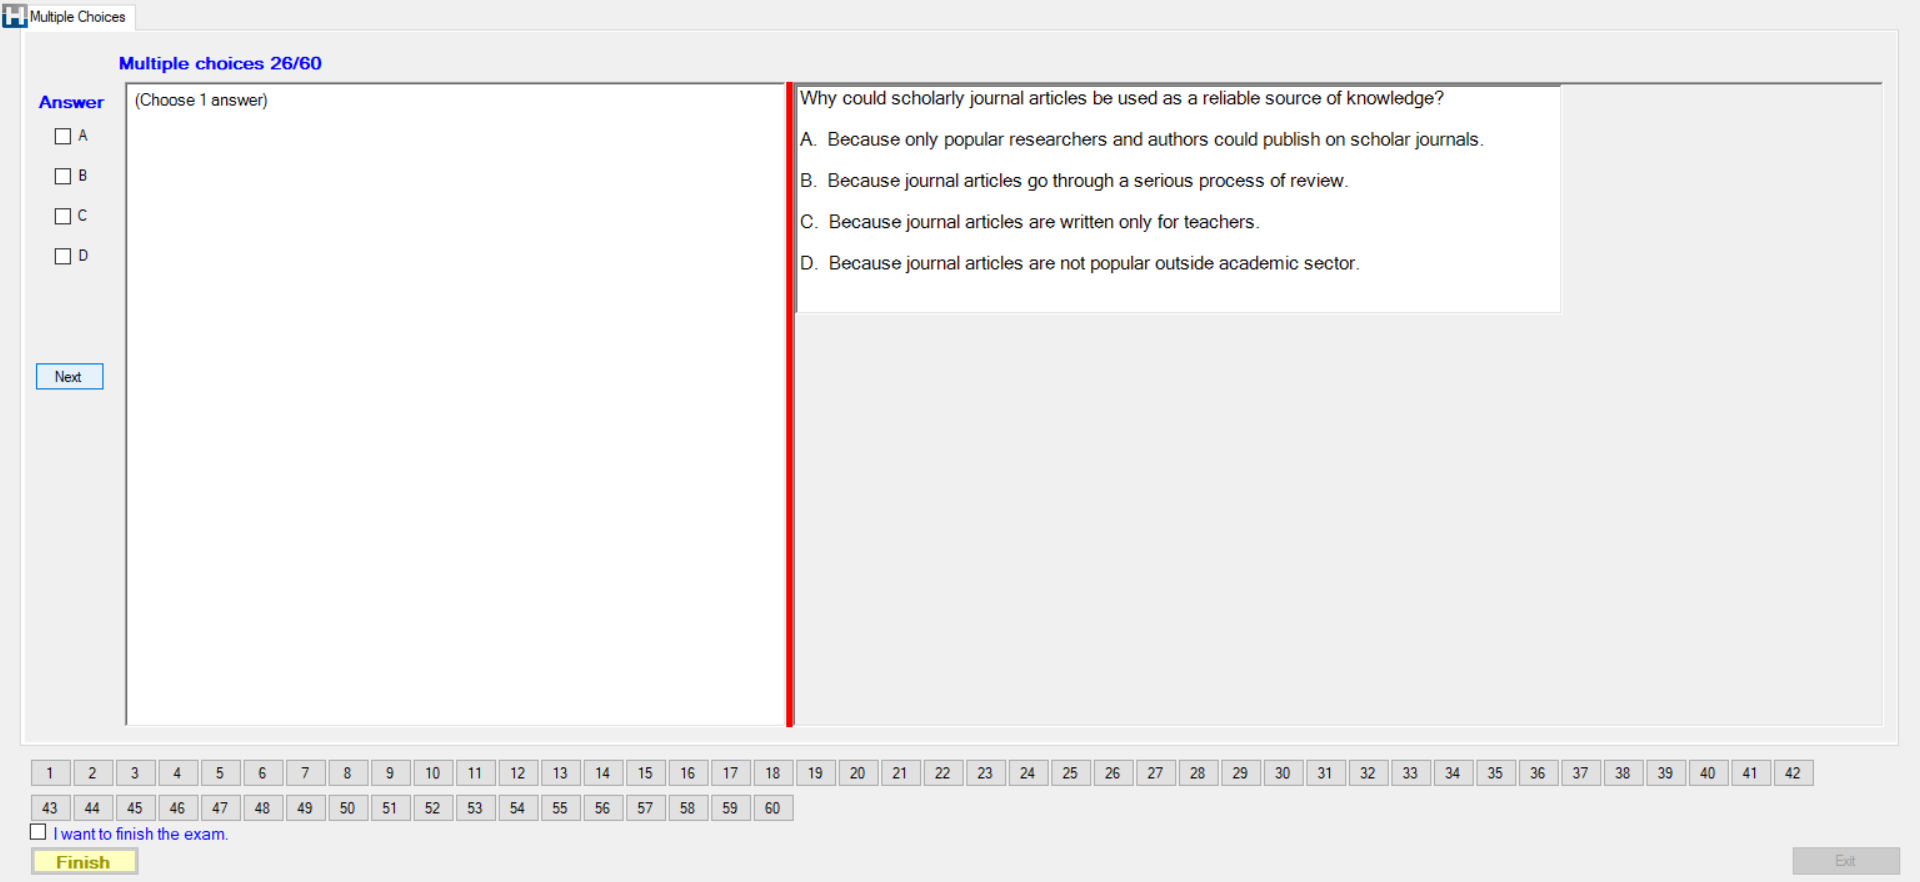 Multiple Choices
Multiple choices 26/60
Answer
A
B
C
D
Next
(Choose 1 answer)
Why could scholarly journal articles be used as a reliable source of knowledge?
A. Because only popular researchers and authors could publish on scholar journals.
B. Because journal articles go through a serious process of review.
C. Because journal articles are written only for teachers.
D. Because journal articles are not popular outside academic sector.
1 2 3 4 5 6 7 8 9 10 11 12 13 14 15 16 17 18 19 20 21 22 23 24 25 26 27 28 29 30 31 32 33 34 35 36 37 38 39 40 41 42
43 44 45 46 47 48 49 50 51 52 53 54 55 56 57 58 59 60
I want to finish the exam.
Finish
Exit